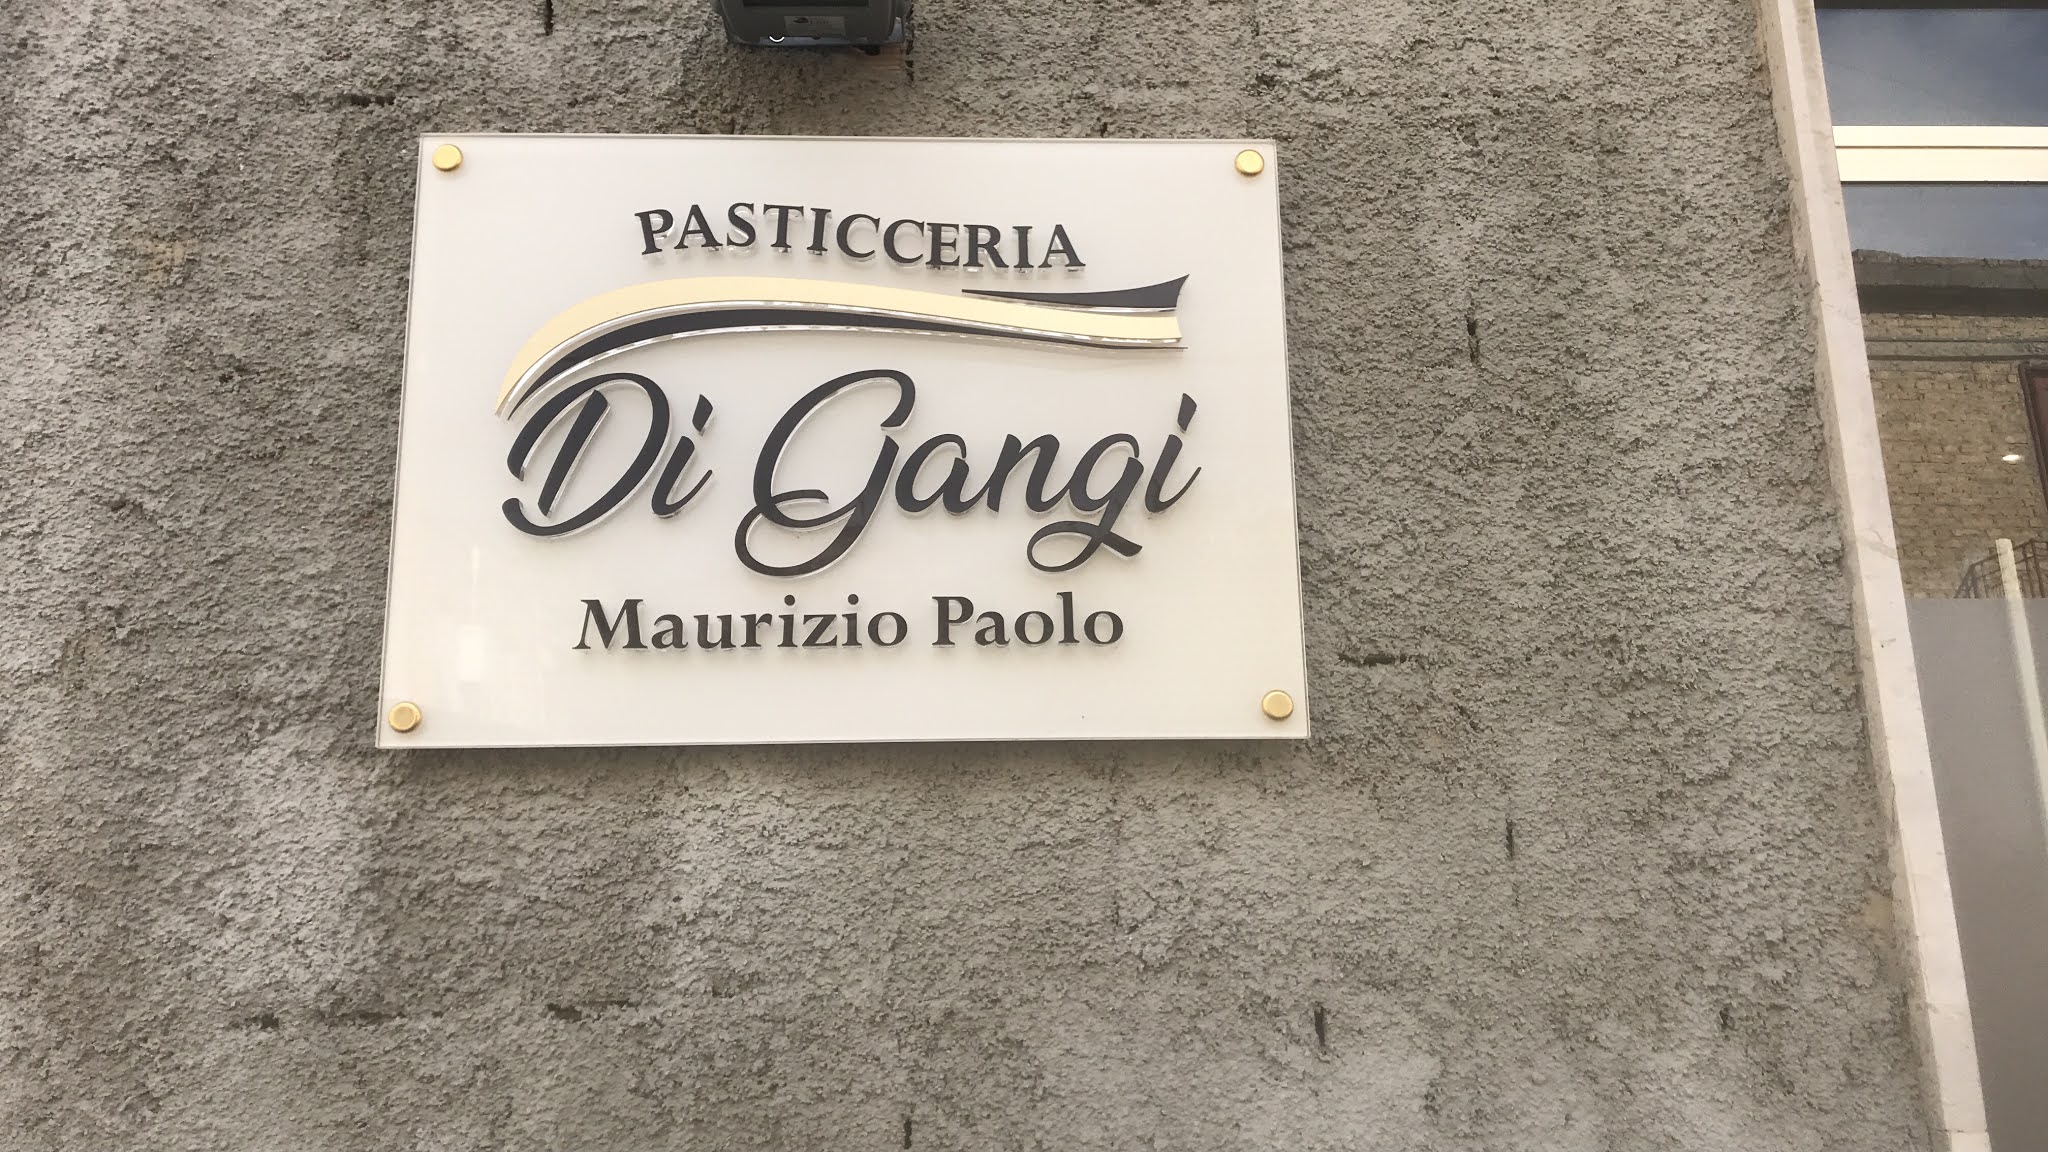 PASTICCERIA
Di Gangi
Maurizio Paolo